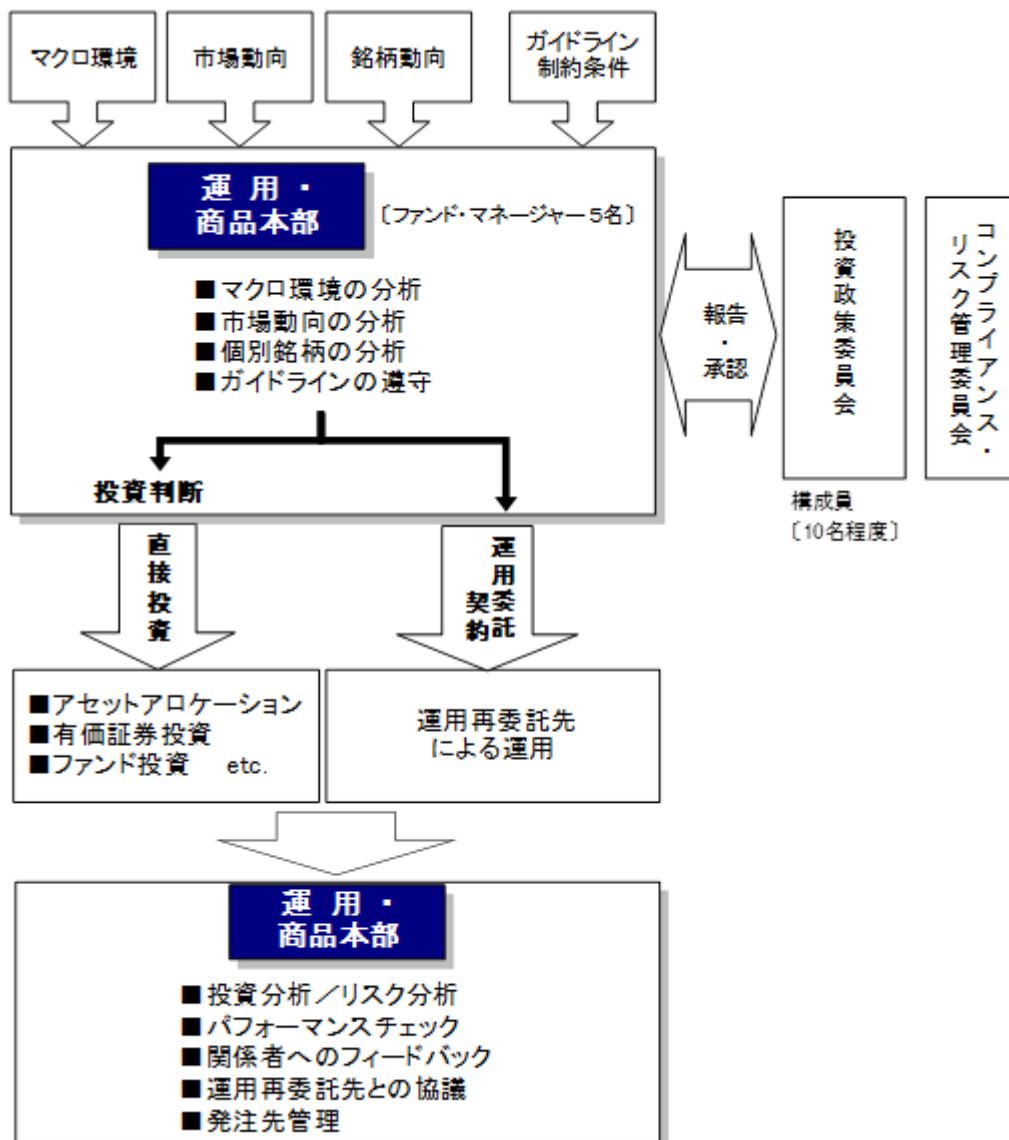 マクロ環境
市場動向
銘柄動向
ガイドライン
制約条件
運 用 ・
商品本部
〔ファンド・マネージャー5名〕
■マクロ環境の分析
■市場動向の分析
■個別銘柄の分析
■ガイドラインの遵守
投資判断
報告
・
承認
投資政策委員会
コンプライアンス・
リスク管理委員会
構成員
〔10名程度〕
直接投資
運用委託
契約
■アセットアロケーション
■有価証券投資
■ファンド投資 etc.
運用再委託先
による運用
運 用 ・
商品本部
■投資分析／リスク分析
■パフォーマンスチェック
■関係者へのフィードバック
■運用再委託先との協議
■発注先管理